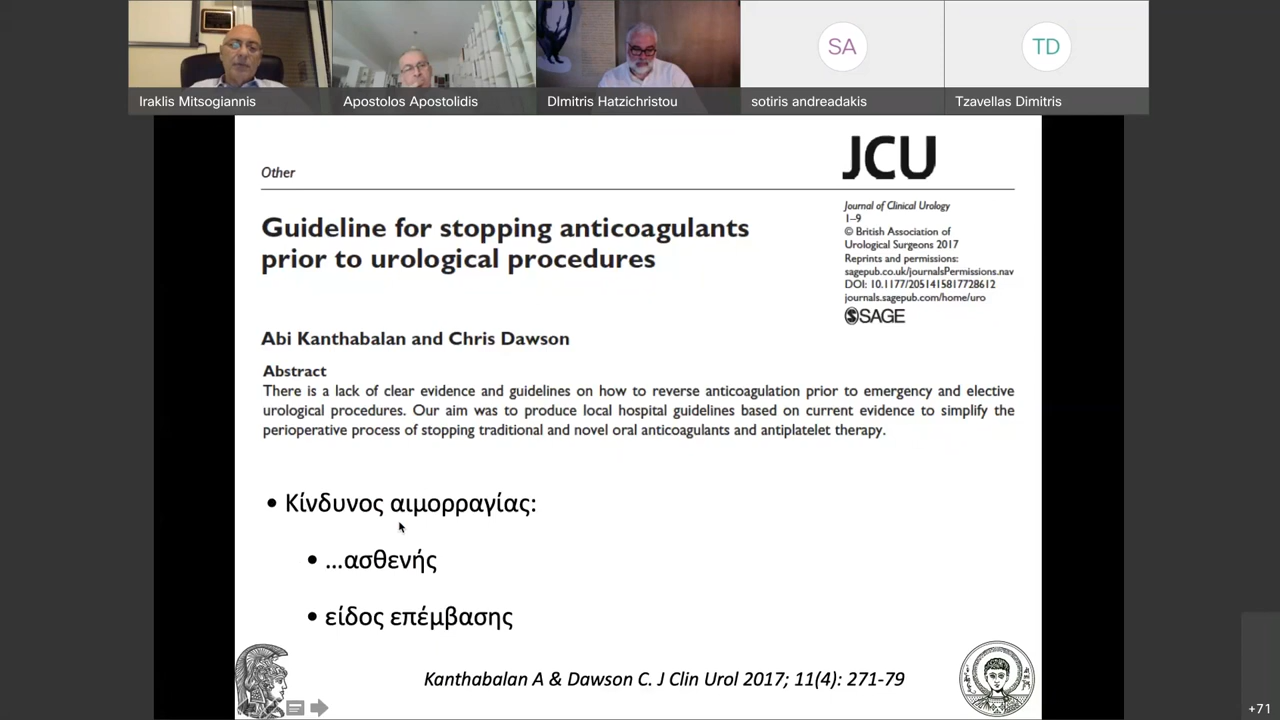 Iraklis Mitsogiannis
Apostolos Apostolidis
DImitris Hatzichristou
SA
sotiris andreadakis
TD
Tzavellas Dimitris
Other
JCU
Guideline for stopping anticoagulants
prior to urological procedures
Journal of Clinical Urology
1–9
© British Association of
Urological Surgeons 2017
Reprints and permissions:
sagepub.co.uk/journalsPermissions.nav
DOI: 10.1177/2051415817728612
journals.sagepub.com/home/uro
SAGE
Abi Kanthabalan and Chris Dawson
Abstract
There is a lack of clear evidence and guidelines on how to reverse anticoagulation prior to emergency and elective
urological procedures. Our aim was to produce local hospital guidelines based on current evidence to simplify the
perioperative process of stopping traditional and novel oral anticoagulants and antiplatelet therapy.
• Κίνδυνος αιμορραγίας:
• ...ασθενής
• είδος επέμβασης
Kanthabalan A & Dawson C. J Clin Urol 2017; 11(4): 271-79
+71